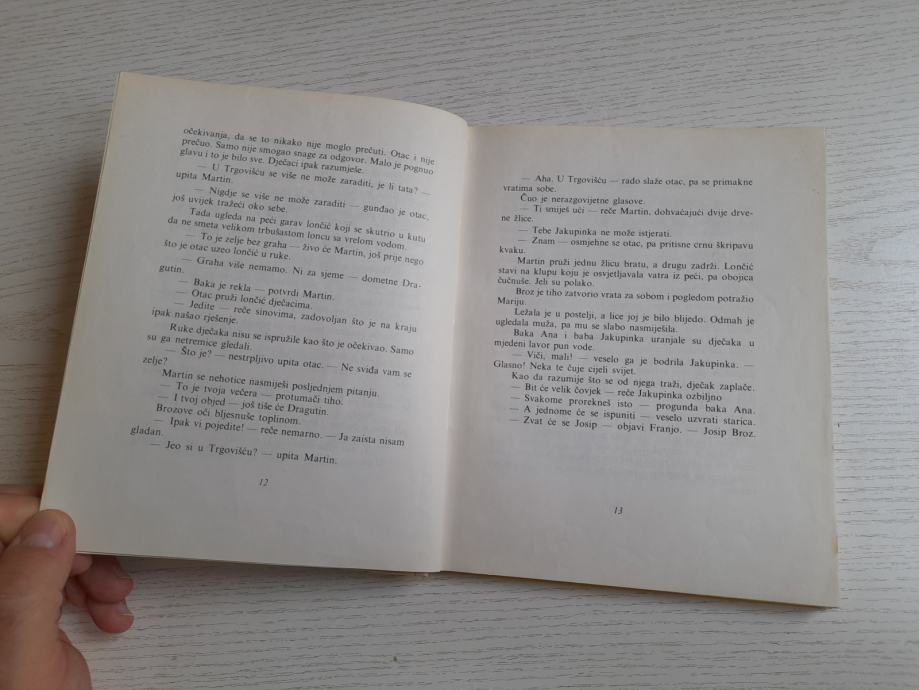 očekivanja, da se to nikako nije moglo prečuti. Otac i nije
prečuo. Samo nije smogao snage za odgovor. Malo je pognuo
glavu i to je bilo sve. Dječaci ipak razumješe.
— U Trgovišću se više ne može zaraditi, je li tata? —
upita Martin.
— Nigdje se više ne može zaraditi — gunđao je otac,
još uvijek tražeći oko sebe.
Tada ugleda na peći garav lončić koji se skutrio u kutu
da ne smeta velikom trbušastom loncu sa vrelom vodom.
— To je zelje bez graha — živo će Martin, još prije nego
što je otac uzeo lončić u ruke.
— Graha više nemamo. Ni za sjeme — dometne Dra-
gutin.
— Baka je rekla — potvrdi Martin.
— Otac pruži lončić dječacima.
— Jedite — reče sinovima, zadovoljan što je na kraju
ipak našao rješenje.
Ruke dječaka nisu se ispružile kao što je očekivao. Samo
su ga netremice gledali.
— Što je? — nestrpljivo upita otac. — Ne sviđa vam se
zelje?
Martin se nehotice nasmiješi posljednjem pitanju.
— To je tvoja večera — protumači tiho.
— I tvoj objed — još tiše će Dragutin.
Brozove oči bljesnuše toplinom.
— Ipak vi pojedite! — reče nemarno. — Ja zaista nisam
gladan.
— Jeo si u Trgovišću? — upita Martin.
12
— Aha. U Trgovišću — rado slaže otac, pa se primakne
vratima sobe.
Čuo je nerazgovijetne glasove.
— Ti smiješ ući — reče Martin, dohvaćajući dvije drve-
ne žlice.
— Tebe Jakupinka ne može istjerati.
— Znam — osmjehne se otac, pa pritisne crnu škripavu
kvaku.
Martin pruži jednu žlicu bratu, a drugu zadrži. Lončić
stavi na klupu koju je osvjetljavala vatra iz peći, pa obojica
čučnuše. Jeli su polako.
Broz je tiho zatvorio vrata za sobom i pogledom potražio
Mariju.
Ležala je u postelji, a lice joj je bilo blijedo. Odmah je
ugledala muža, pa mu se slabo nasmiješila.
Baka Ana i baba Jakupinka uranjale su dječaka u
mjedeni lavor pun vode.
— Viči, mali! — veselo ga je bodrila Jakupinka. —
Glasno! Neka te čuje cijeli svijet.
Kao da razumije što se od njega traži, dječak zaplače.
— Bit će velik čovjek — reče Jakupinka ozbiljno
— Svakome prorekneš isto — progunđa baka Ana.
— A jednome će se ispuniti — veselo uzvrati starica.
— Zvat će se Josip — objavi Franjo. — Josip Broz.
13